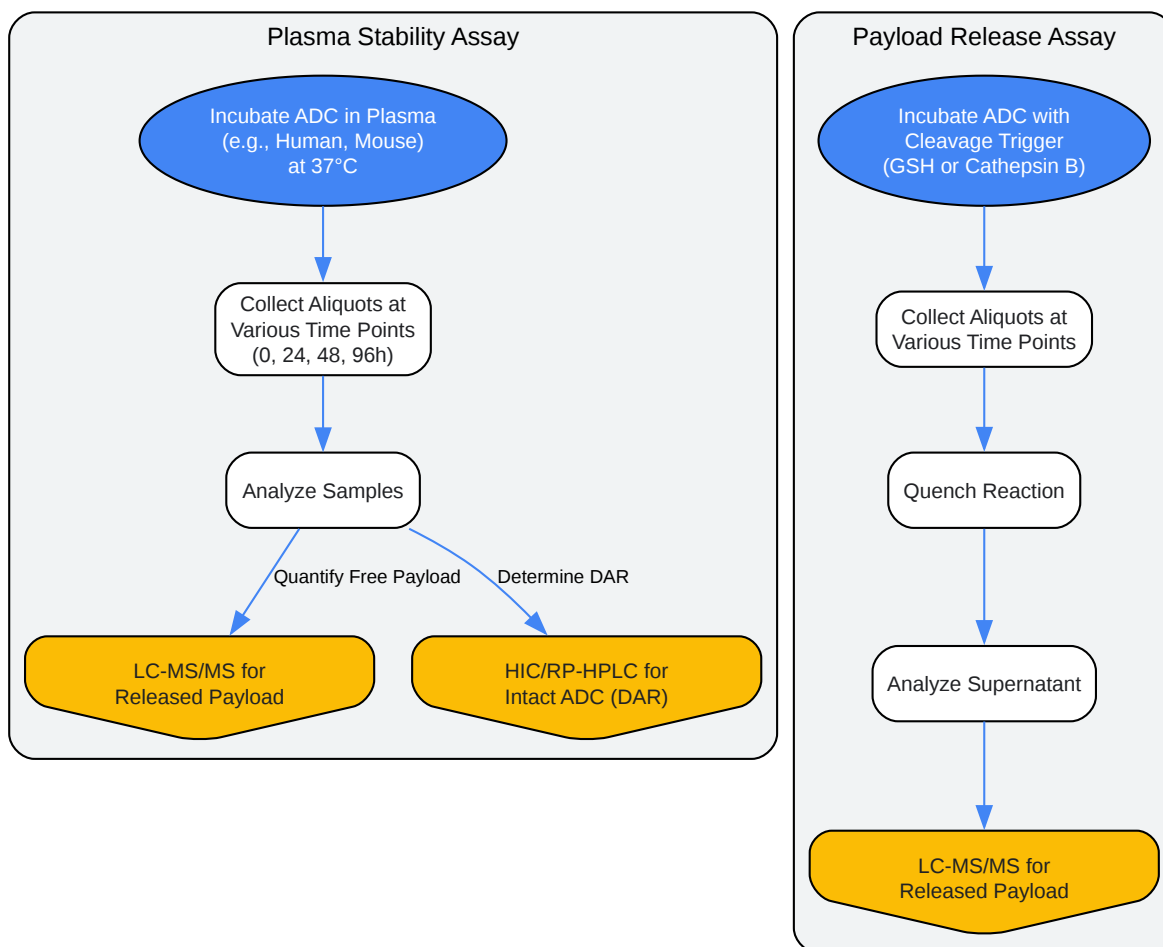 Plasma Stability Assay
Incubate ADC in Plasma
(e.g., Human, Mouse)
at 37°C
Collect Aliquots at
Various Time Points
(0, 24, 48, 96h)
Analyze Samples
Quantify Free Payload
Determine DAR
LC-MS/MS for
Released Payload
HIC/RP-HPLC for
Intact ADC (DAR)
Payload Release Assay
Incubate ADC with
Cleavage Trigger
(GSH or Cathepsin B)
Collect Aliquots at
Various Time Points
Quench Reaction
Analyze Supernatant
LC-MS/MS for
Released Payload